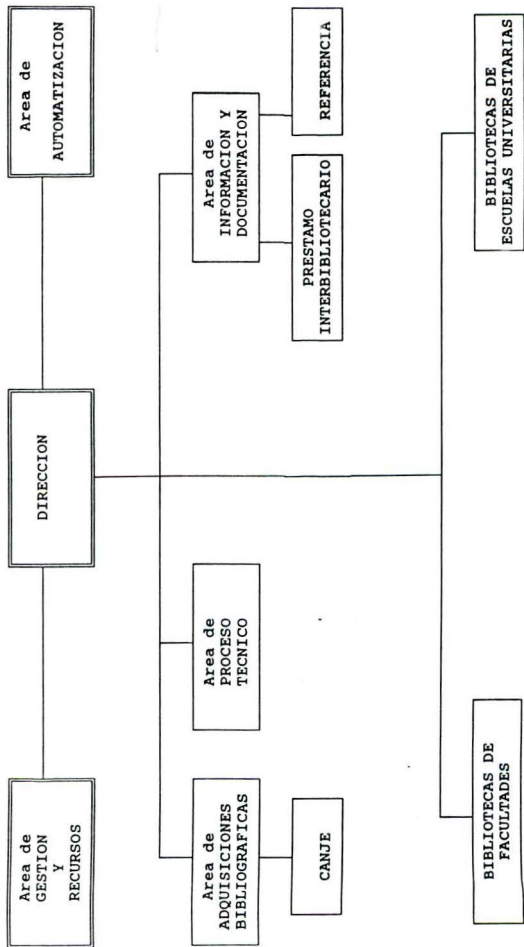 Area de
GESTION
Y
RECURSOS
DIRECCION
Area de
AUTOMATIZACION
Area de
ADQUISICIONES
BIBLIOGRAFICAS
Area de
PROCESO
TECNICO
Area de
INFORMACION Y
DOCUMENTACION
CANJE
PRESTAMO
INTERBIBLIOTECARIO
REFERENCIA
BIBLIOTECAS DE
FACULTADES
BIBLIOTECAS DE
ESCUELAS UNIVERSITARIAS